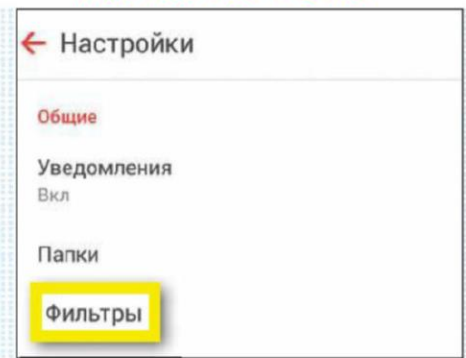 Настройки
Общие
Уведомления
Вкл
Папки
Фильтры